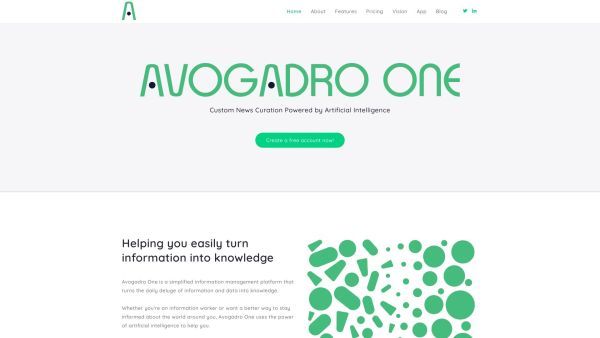 A
Home About Features Pricing Vision App Blog
AVOGADRO ONE
Custom News Curation Powered by Artificial Intelligence
Create a free account now!
Helping you easily turn
information into knowledge
Avogadro One is a simplified information management platform that
turns the daily deluge of information and data into knowledge.
Whether you're an information worker or want a better way to stay
informed about the world around you, Avogadro One uses the power
of artificial intelligence to help you.